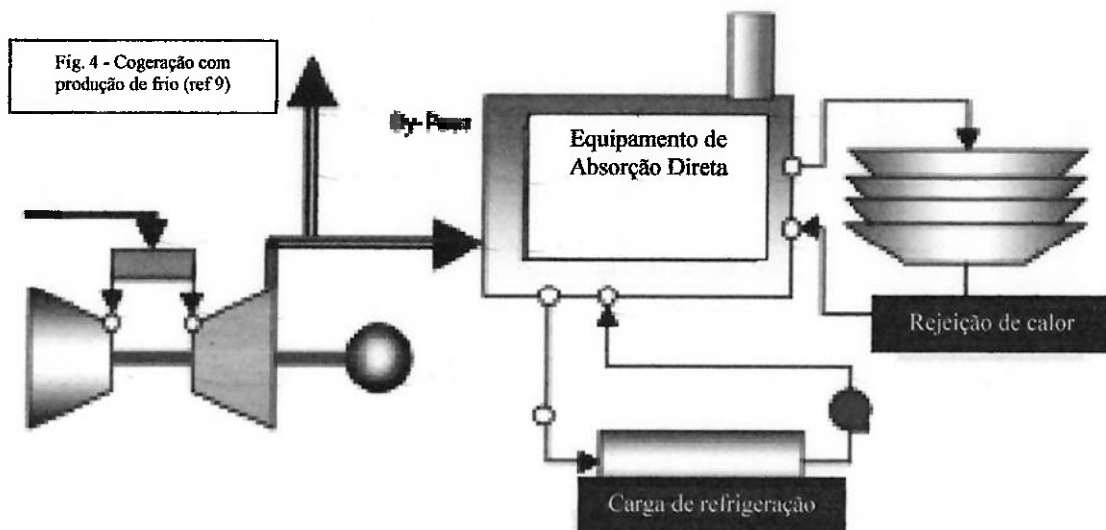 Fig. 4 - Cogeração com
produção de frio (ref 9)
Equipamento de
Absorção Direta
Rejeição de calor
Carga de refrigeração